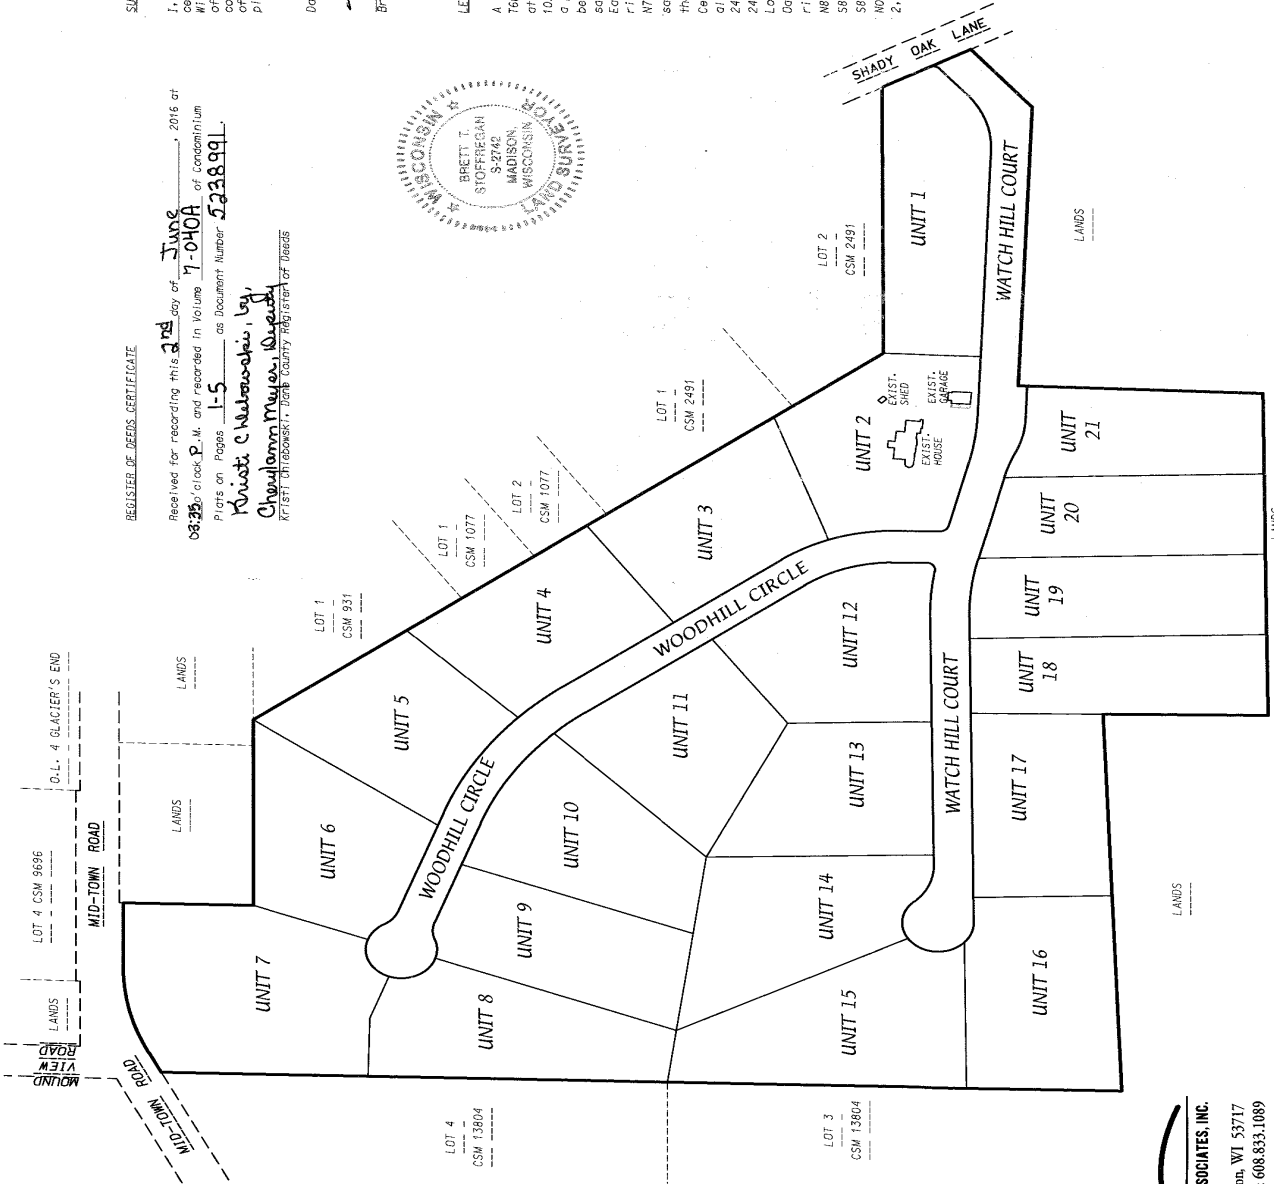 REGISTER OF DEEDS CERTIFICATE
Received for recording this 2nd day of June, 2016 at
03:35 o'clock P.M. and recorded in Volume 7-040A of Condominium
Plats on Pages 1-5 as Document Number 5238991.
Kristi Chlebowski, by,
Cherylann Meyer, Deputy
Kristi Chlebowski, Dane County Register of Deeds
WISCONSIN
BRETT T.
STOFFREGAN
S-2742
MADISON,
WISCONSIN
LAND SURVEYOR
SHADY OAK LANE
WATCH HILL COURT
LANDS
UNIT 1
LOT 2
CSM 2491
UNIT 2
EXIST.
SHED
EXIST.
GARAGE
EXIST.
HOUSE
LOT 1
CSM 2491
UNIT 3
LOT 2
CSM 1077
LOT 1
CSM 1077
UNIT 4
LOT 1
CSM 931
UNIT 5
LANDS
O.L. 4 GLACIER'S END
LANDS
UNIT 6
MID-TOWN ROAD
LOT 4 CSM 9696
LANDS
MOUND
VIEW
ROAD
MID-TOWN ROAD
UNIT 7
WOODHILL CIRCLE
WOODHILL CIRCLE
UNIT 8
UNIT 9
UNIT 10
UNIT 11
UNIT 12
UNIT 13
UNIT 14
UNIT 15
UNIT 16
UNIT 17
WATCH HILL COURT
UNIT
18
UNIT
19
UNIT
20
UNIT
21
LANDS
LANDS
LOT 4
CSM 13804
LOT 3
CSM 13804
SOCIATES, INC.
on, WI 53717
: 608.833.1089